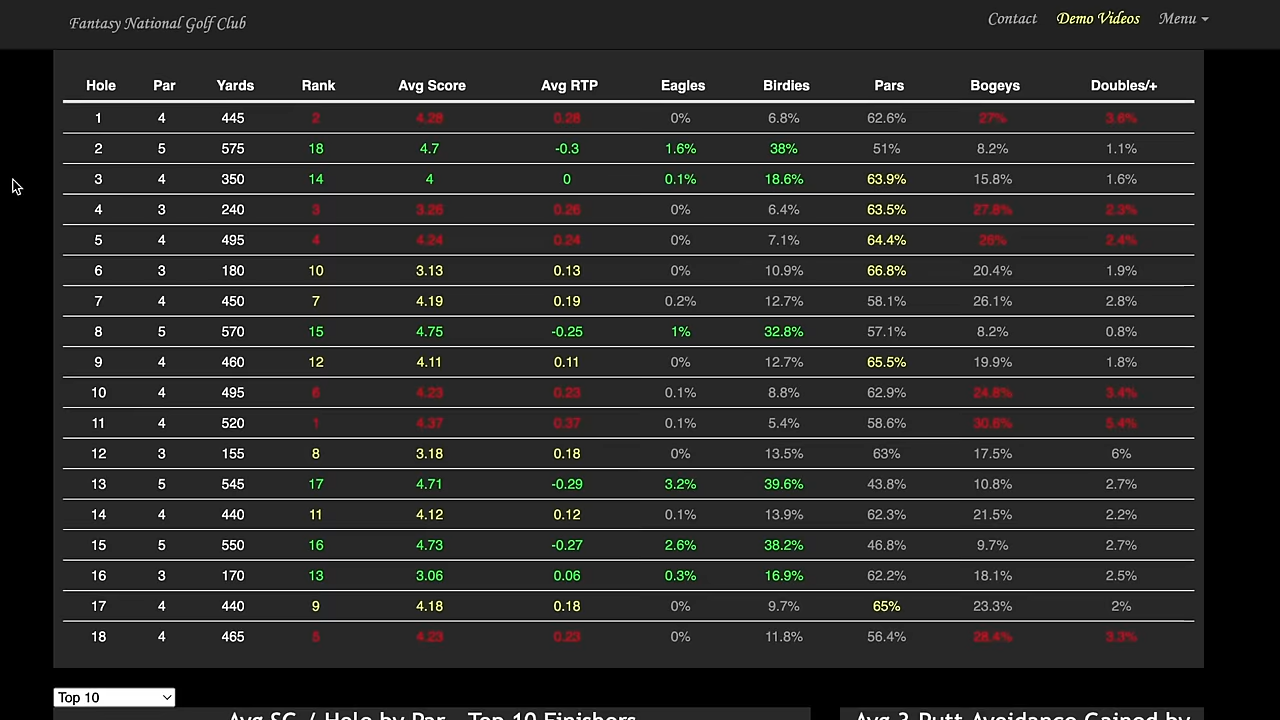 Fantasy National Golf Club Contact Demo Videos Menu
Hole Par Yards Rank Avg Score Avg RTP Eagles Birdies Pars Bogeys Doubles/+
1 4 445 2 4.28 0.28 0% 6.8% 62.6% 27% 3.6%
2 5 575 18 4.7 -0.3 1.6% 38% 51% 8.2% 1.1%
3 4 350 14 4 0 0.1% 18.6% 63.9% 15.8% 1.6%
4 3 240 3 3.26 0.26 0% 6.4% 63.5% 27.8% 2.3%
5 4 495 4 4.24 0.24 0% 7.1% 64.4% 26% 2.4%
6 3 180 10 3.13 0.13 0% 10.9% 66.8% 20.4% 1.9%
7 4 450 7 4.19 0.19 0.2% 12.7% 58.1% 26.1% 2.8%
8 5 570 15 4.75 -0.25 1% 32.8% 57.1% 8.2% 0.8%
9 4 460 12 4.11 0.11 0% 12.7% 65.5% 19.9% 1.8%
10 4 495 6 4.23 0.23 0.1% 8.8% 62.9% 24.8% 3.4%
11 4 520 1 4.37 0.37 0.1% 5.4% 58.6% 30.6% 5.4%
12 3 155 8 3.18 0.18 0% 13.5% 63% 17.5% 6%
13 5 545 17 4.71 -0.29 3.2% 39.6% 43.8% 10.8% 2.7%
14 4 440 11 4.12 0.12 0.1% 13.9% 62.3% 21.5% 2.2%
15 5 550 16 4.73 -0.27 2.6% 38.2% 46.8% 9.7% 2.7%
16 3 170 13 3.06 0.06 0.3% 16.9% 62.2% 18.1% 2.5%
17 4 440 9 4.18 0.18 0% 9.7% 65% 23.3% 2%
18 4 465 5 4.23 0.23 0% 11.8% 56.4% 28.4% 3.3%
Top 10
Avg SG / Hole by Par - Top 10 Finishers Avg 3 Putt Avoidance Gained by